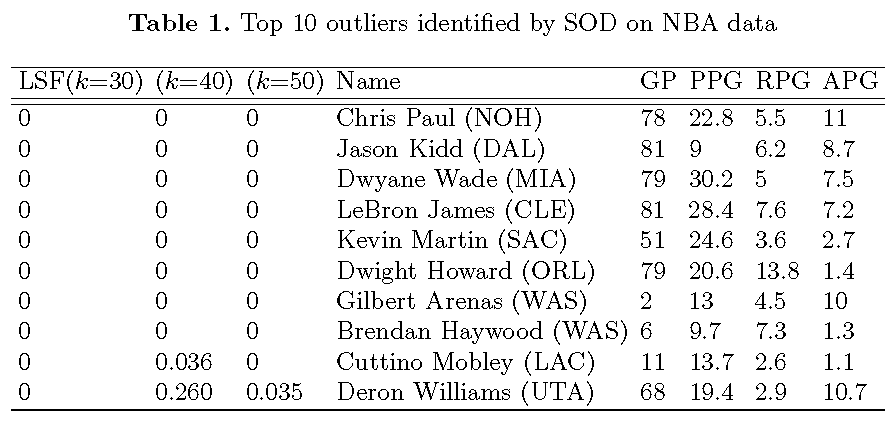 Table 1. Top 10 outliers identified by SOD on NBA data
LSF(k=30) (k=40) (k=50) Name GP PPG RPG APG
0 0 0 Chris Paul (NOH) 78 22.8 5.5 11
0 0 0 Jason Kidd (DAL) 81 9 6.2 8.7
0 0 0 Dwyane Wade (MIA) 79 30.2 5 7.5
0 0 0 LeBron James (CLE) 81 28.4 7.6 7.2
0 0 0 Kevin Martin (SAC) 51 24.6 3.6 2.7
0 0 0 Dwight Howard (ORL) 79 20.6 13.8 1.4
0 0 0 Gilbert Arenas (WAS) 2 13 4.5 10
0 0 0 Brendan Haywood (WAS) 6 9.7 7.3 1.3
0 0.036 0 Cuttino Mobley (LAC) 11 13.7 2.6 1.1
0 0.260 0.035 Deron Williams (UTA) 68 19.4 2.9 10.7